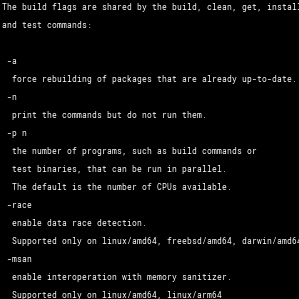 The build flags are shared by the build, clean, get, install
and test commands:
-a
force rebuilding of packages that are already up-to-date.
-n
print the commands but do not run them.
-p n
the number of programs, such as build commands or
test binaries, that can be run in parallel.
The default is the number of CPUs available.
-race
enable data race detection.
Supported only on linux/amd64, freebsd/amd64, darwin/amd64
-msan
enable interoperation with memory sanitizer.
Supported only on linux/amd64, linux/arm64